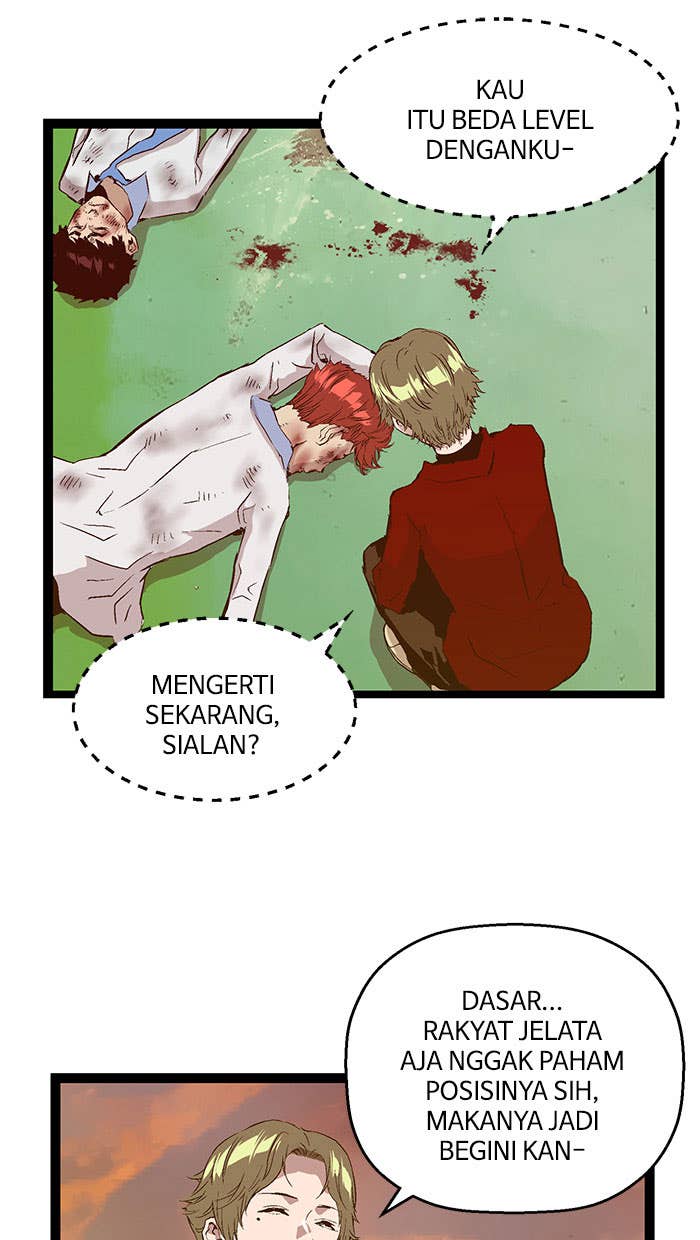 KAU
ITU BEDA LEVEL
DENGANKU-
MENGERTI
SEKARANG,
SIALAN?
DASAR...
RAKYAT JELATA
AJA NGGAK PAHAM
POSISINYA SIH,
MAKANYA JADI
BEGINI KAN-